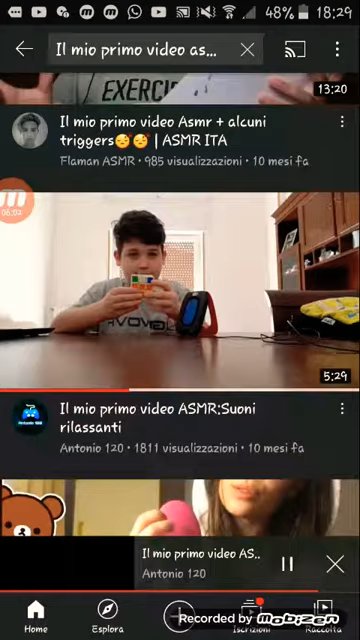 48% 18:29
Il mio primo video as...
EXERCI
13:20
Il mio primo video Asmr + alcuni
triggers😴😴 | ASMR ITA
Flaman ASMR • 985 visualizzazioni • 10 mesi fa
06:02
5:29
Il mio primo video ASMR;Suoni
rilassanti
Antonio 120 • 1811 visualizzazioni • 10 mesi fa
Il mio primo video AS..
Antonio 120
Recorded by Mobizen
Home Esplora Iscrizioni Raccolta